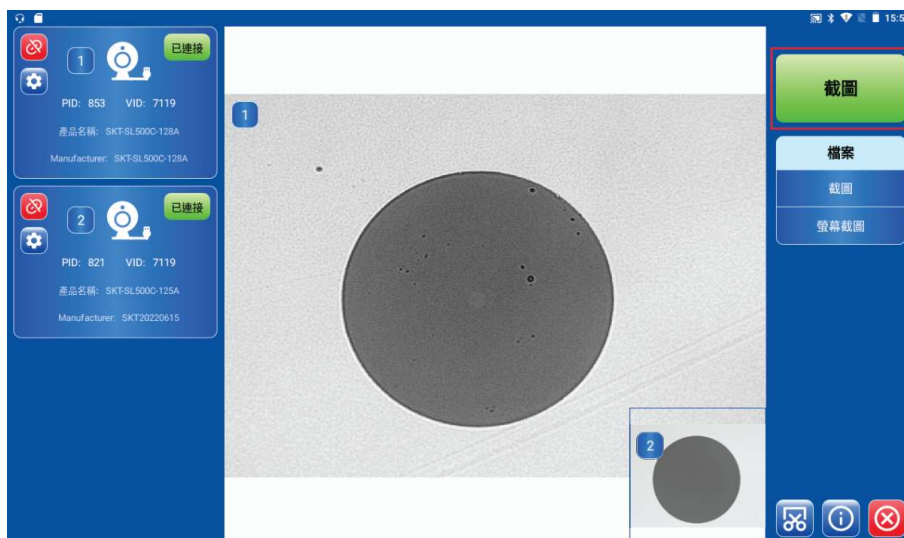 15:5
1
已連接
PID: 853 VID: 7119
產品名稱: SKT-SL500C-128A
Manufacturer: SKT-SL500C-128A
2
已連接
PID: 821 VID: 7119
產品名稱: SKT-SL500C-125A
Manufacturer: SKT20220615
1
2
截圖
檔案
截圖
螢幕截圖